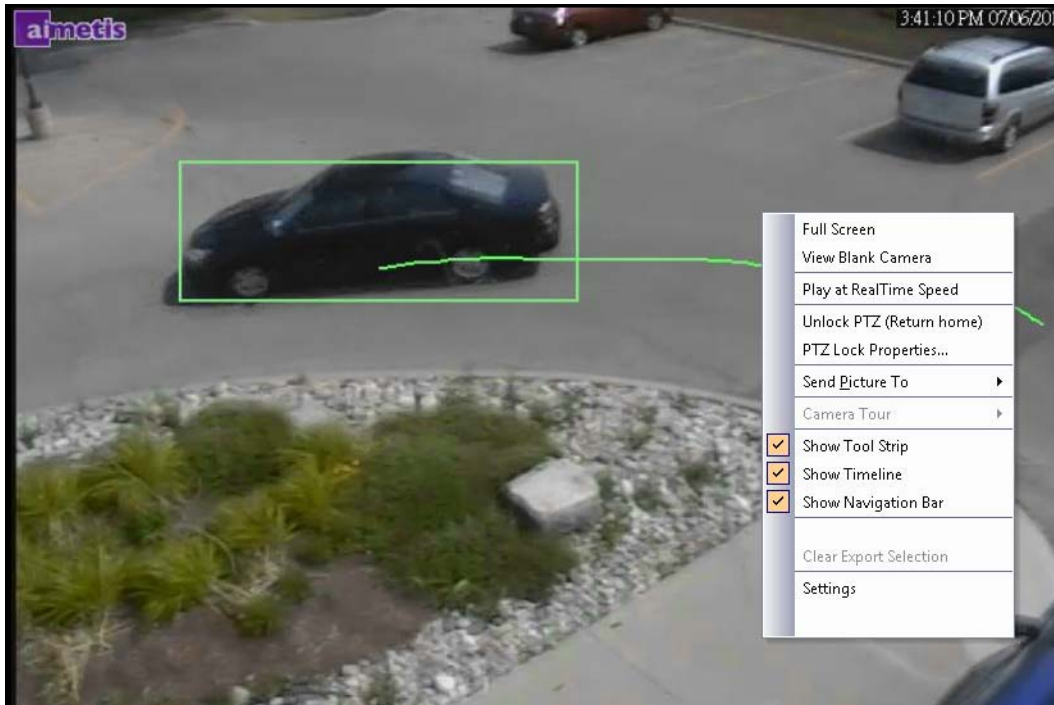 aimetis
3:41:10 PM 07/06/20
Full Screen
View Blank Camera
Play at RealTime Speed
Unlock PTZ (Return home)
PTZ Lock Properties...
Send Picture To
Camera Tour
Show Tool Strip
Show Timeline
Show Navigation Bar
Clear Export Selection
Settings